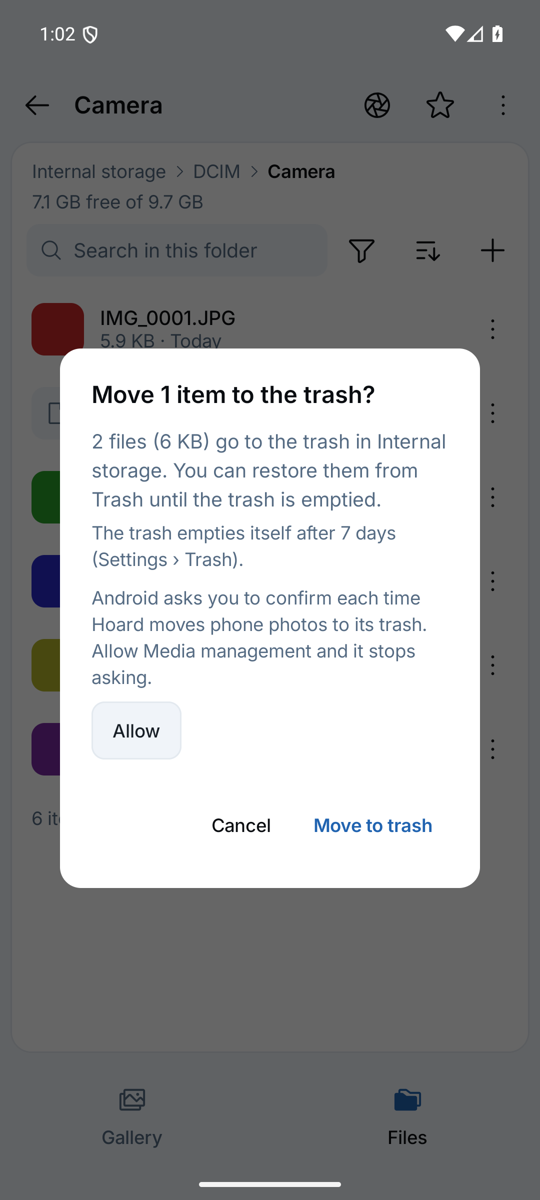 1:02
Camera
Internal storage > DCIM > Camera
7.1 GB free of 9.7 GB
Search in this folder
IMG_0001.JPG
5.9 KB · Today
Move 1 item to the trash?
2 files (6 KB) go to the trash in Internal
storage. You can restore them from
Trash until the trash is emptied.
The trash empties itself after 7 days
(Settings › Trash).
Android asks you to confirm each time
Hoard moves phone photos to its trash.
Allow Media management and it stops
asking.
Allow
6
Cancel
Move to trash
Gallery
Files